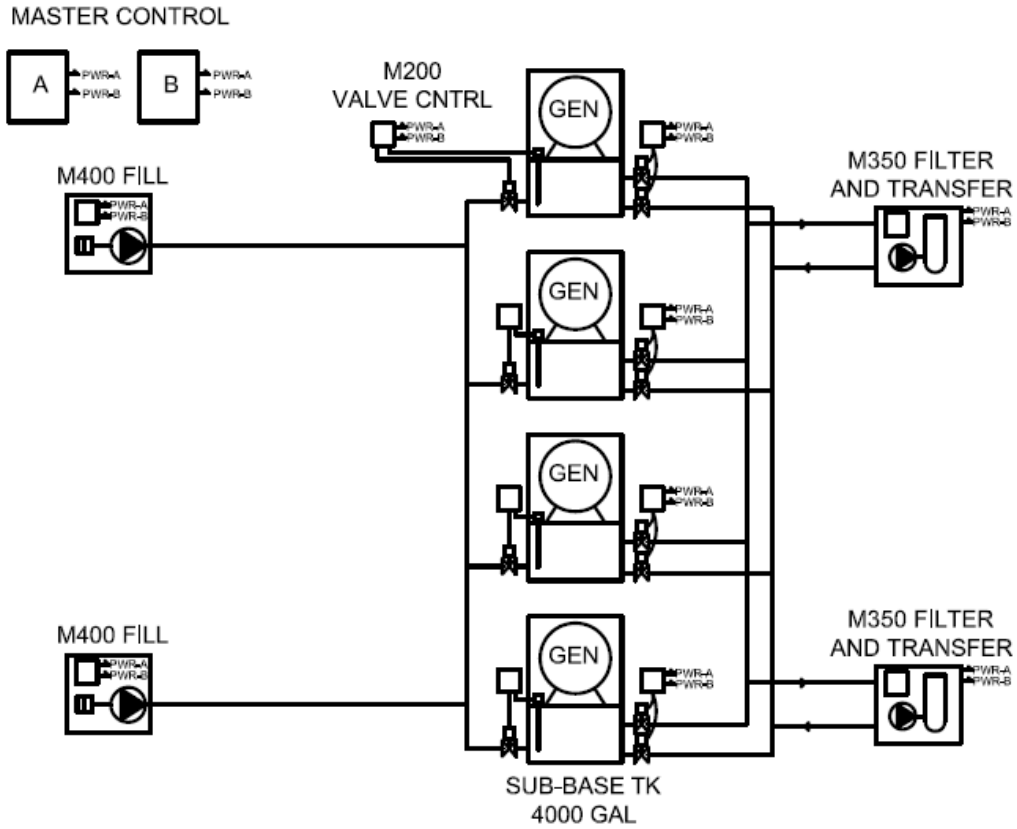 MASTER CONTROL
A
PWR-A
PWR-B
B
PWR-A
PWR-B
M200
VALVE CNTRL
PWR-A
PWR-B
GEN
PWR-A
PWR-B
M400 FILL
PWR-A
PWR-B
M350 FILTER
AND TRANSFER
PWR-A
PWR-B
GEN
PWR-A
PWR-B
GEN
PWR-A
PWR-B
M400 FILL
PWR-A
PWR-B
GEN
PWR-A
PWR-B
M350 FILTER
AND TRANSFER
PWR-A
PWR-B
SUB-BASE TK
4000 GAL